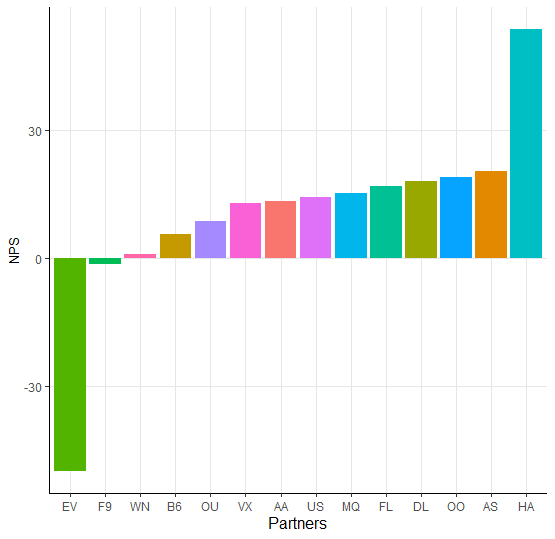 NPS
30
0
-30
EV F9 WN B6 OU VX AA US MQ FL DL OO AS HA
Partners